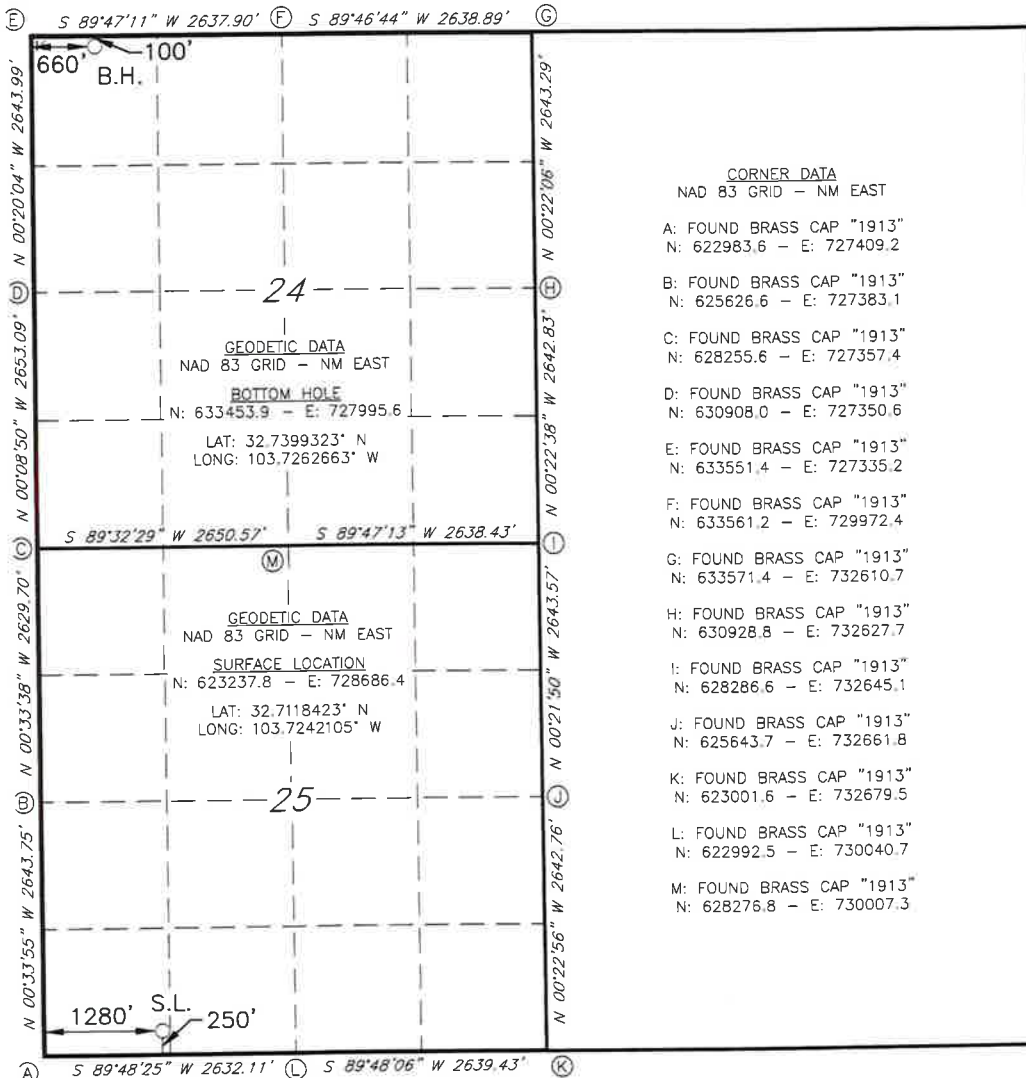 Ⓔ S 89°47'11" W 2637.90' Ⓕ S 89°46'44" W 2638.89' Ⓖ
660'
100'
B.H.
N 00°20'04" W 2643.99'
N 00°22'06" W 2643.29'
Ⓓ
24
Ⓗ
GEODETIC DATA
NAD 83 GRID – NM EAST
BOTTOM HOLE
N: 633453.9 – E: 727995.6
LAT: 32.7399323° N
LONG: 103.7262663° W
N 00°08'50" W 2653.09'
N 00°22'38" W 2642.83'
S 89°32'29" W 2650.57' S 89°47'13" W 2638.43'
Ⓒ
Ⓜ
Ⓘ
GEODETIC DATA
NAD 83 GRID – NM EAST
SURFACE LOCATION
N: 623237.8 – E: 728686.4
LAT: 32.7118423° N
LONG: 103.7242105° W
N 00°33'38" W 2629.70'
N 00°21'50" W 2643.57'
Ⓑ
25
Ⓙ
N 00°33'55" W 2643.75'
N 00°22'56" W 2642.76'
S.L.
1280'
250'
Ⓐ S 89°48'25" W 2632.11' Ⓛ S 89°48'06" W 2639.43' Ⓚ
CORNER DATA
NAD 83 GRID – NM EAST
A: FOUND BRASS CAP "1913"
N: 622983.6 – E: 727409.2
B: FOUND BRASS CAP "1913"
N: 625626.6 – E: 727383.1
C: FOUND BRASS CAP "1913"
N: 628255.6 – E: 727357.4
D: FOUND BRASS CAP "1913"
N: 630908.0 – E: 727350.6
E: FOUND BRASS CAP "1913"
N: 633551.4 – E: 727335.2
F: FOUND BRASS CAP "1913"
N: 633561.2 – E: 729972.4
G: FOUND BRASS CAP "1913"
N: 633571.4 – E: 732610.7
H: FOUND BRASS CAP "1913"
N: 630928.8 – E: 732627.7
I: FOUND BRASS CAP "1913"
N: 628286.6 – E: 732645.1
J: FOUND BRASS CAP "1913"
N: 625643.7 – E: 732661.8
K: FOUND BRASS CAP "1913"
N: 623001.6 – E: 732679.5
L: FOUND BRASS CAP "1913"
N: 622992.5 – E: 730040.7
M: FOUND BRASS CAP "1913"
N: 628276.8 – E: 730007.3